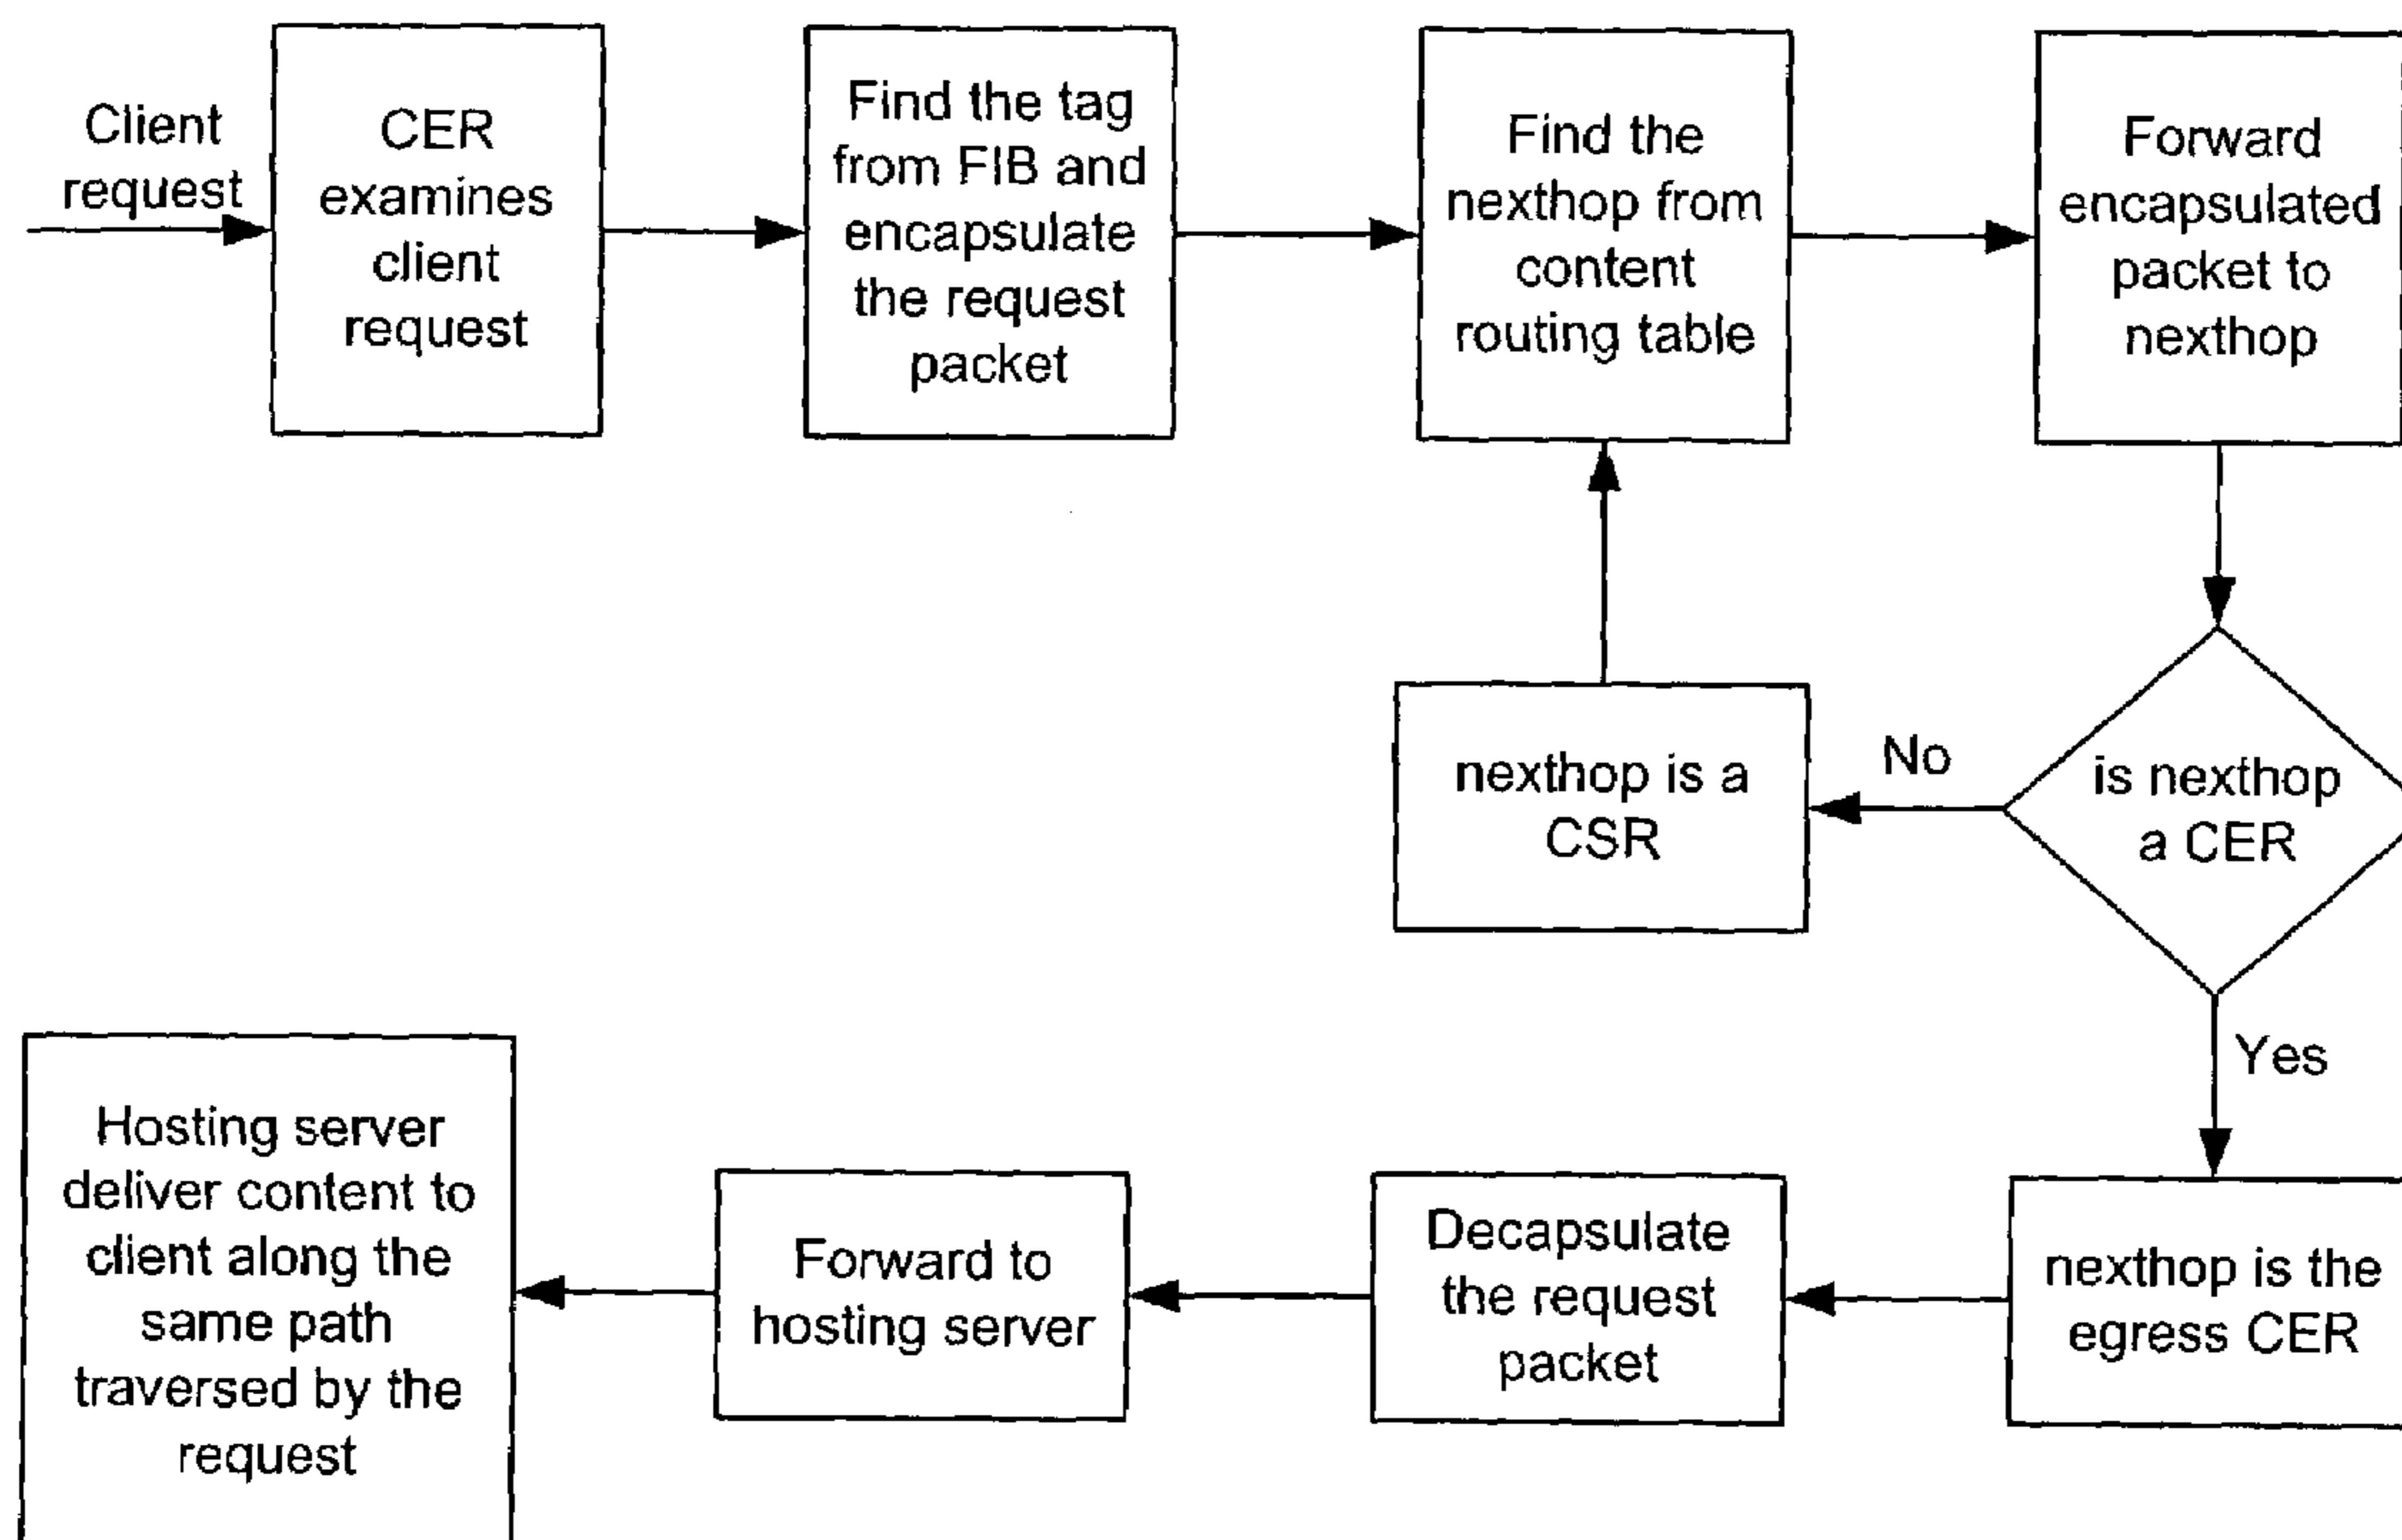 Client
request
CER
examines
client
request
Find the tag
from FIB and
encapsulate
the request
packet
Find the
nexthop from
content
routing table
Forward
encapsulated
packet to
nexthop
is nexthop
a CER
No
nexthop is a
CSR
Yes
nexthop is the
egress CER
Decapsulate
the request
packet
Forward to
hosting server
Hosting server
deliver content to
client along the
same path
traversed by the
request